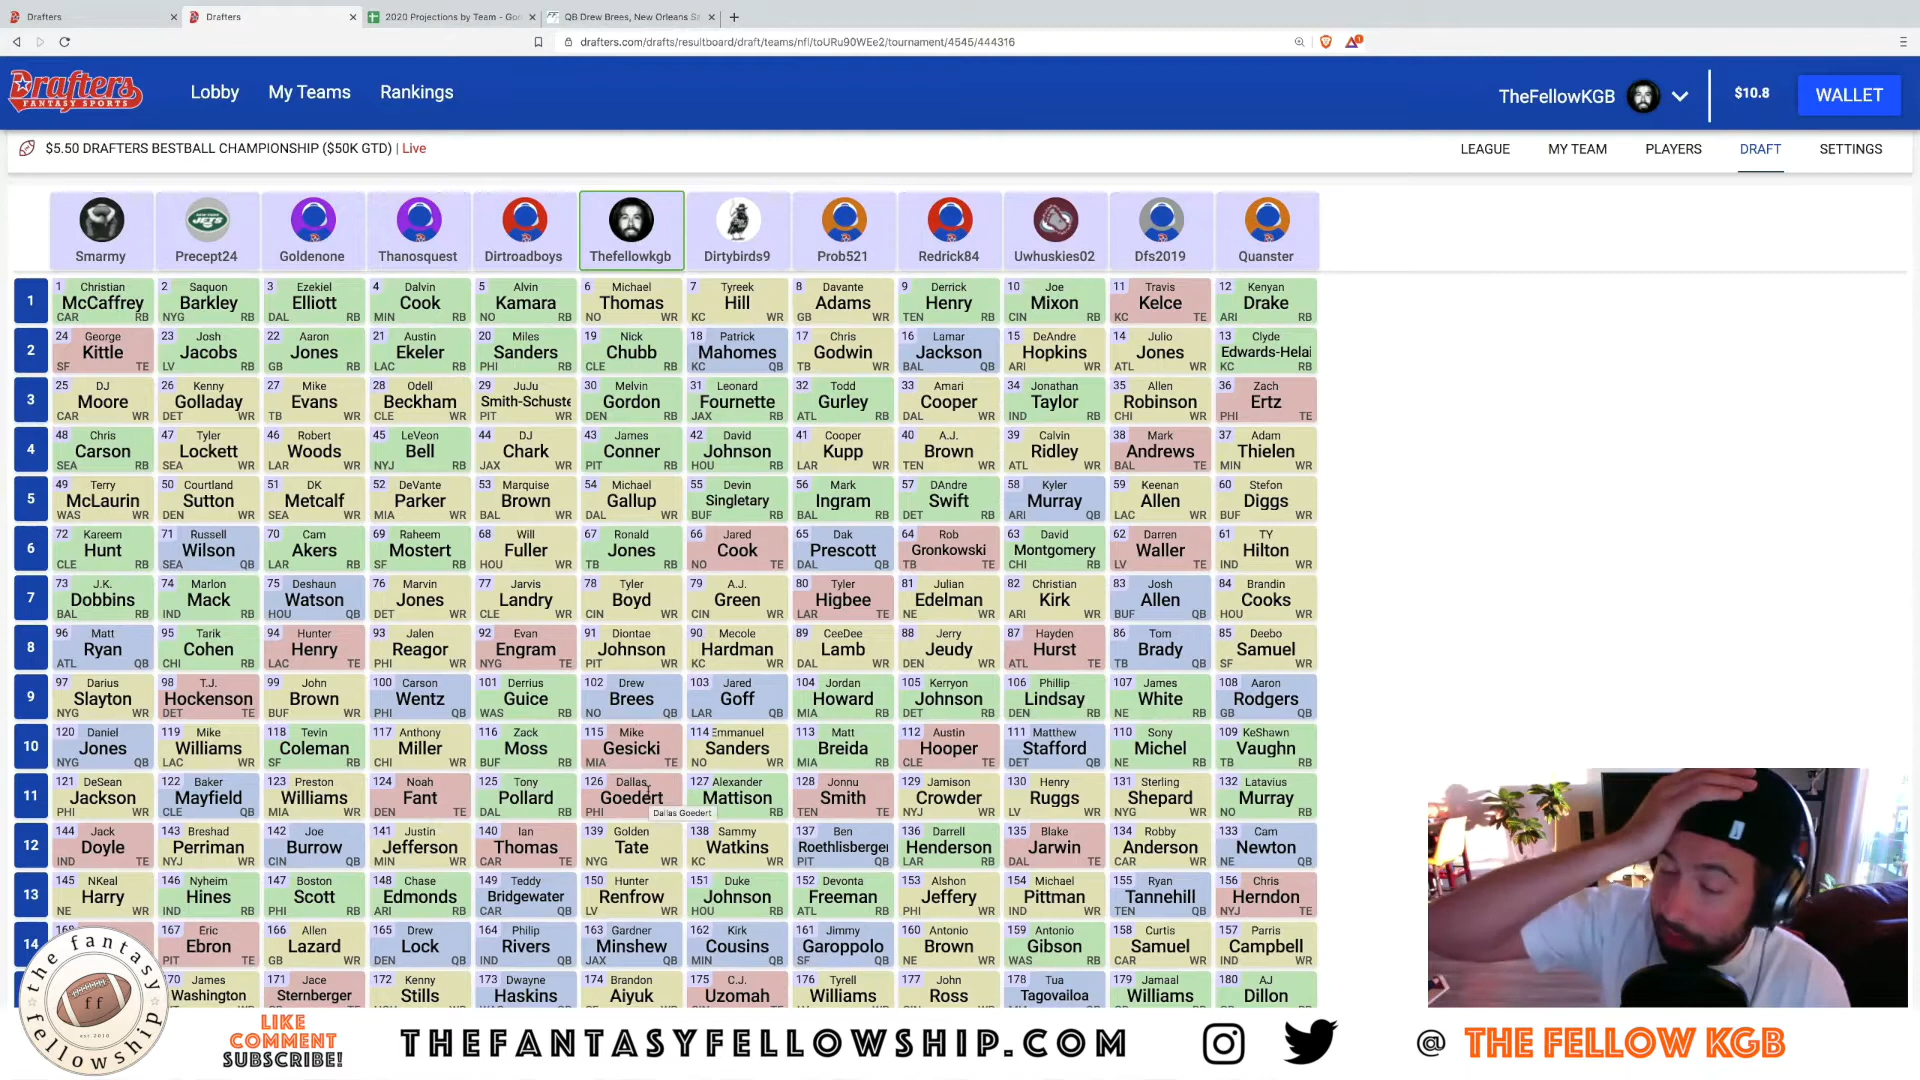 Drafters
Drafters
2020 Projections by Team - Goo
QB Drew Brees, New Orleans Sa
drafters.com/drafts/resultboard/draft/teams/nfl/toURu90WEe2/tournament/4545/444316
Drafters FANTASY SPORTS
Lobby My Teams Rankings
TheFellowKGB $10.8 WALLET
$5.50 DRAFTERS BESTBALL CHAMPIONSHIP ($50K GTD) | Live
LEAGUE MY TEAM PLAYERS DRAFT SETTINGS
Smarmy Precept24 Goldenone Thanosquest Dirtroadboys Thefellowkgb Dirtybirds9 Prob521 Redrick84 Uwhuskies02 Dfs2019 Quanster
1
1 Christian 2 Saquon 3 Ezekiel 4 Dalvin 5 Alvin 6 Michael 7 Tyreek 8 Davante 9 Derrick 10 Joe 11 Travis 12 Kenyan
McCaffrey Barkley Elliott Cook Kamara Thomas Hill Adams Henry Mixon Kelce Drake
CAR RB NYG RB DAL RB MIN RB NO RB NO WR KC WR GB WR TEN RB CIN RB KC TE ARI RB
2
24 George 23 Josh 22 Aaron 21 Austin 20 Miles 19 Nick 18 Patrick 17 Chris 16 Lamar 15 DeAndre 14 Julio 13 Clyde
Kittle Jacobs Jones Ekeler Sanders Chubb Mahomes Godwin Jackson Hopkins Jones Edwards-Helai
SF TE LV RB GB RB LAC RB PHI RB CLE RB KC QB TB WR BAL QB ARI WR ATL WR KC RB
3
25 DJ 26 Kenny 27 Mike 28 Odell 29 JuJu 30 Melvin 31 Leonard 32 Todd 33 Amari 34 Jonathan 35 Allen 36 Zach
Moore Golladay Evans Beckham Smith-Schuste Gordon Fournette Gurley Cooper Taylor Robinson Ertz
CAR WR DET WR TB WR CLE WR PIT WR DEN RB JAX RB ATL RB DAL WR IND RB CHI WR PHI TE
4
48 Chris 47 Tyler 46 Robert 45 LeVeon 44 DJ 43 James 42 David 41 Cooper 40 A.J. 39 Calvin 38 Mark 37 Adam
Carson Lockett Woods Bell Chark Conner Johnson Kupp Brown Ridley Andrews Thielen
SEA RB SEA WR LAR WR NYJ RB JAX WR PIT RB HOU RB LAR WR TEN WR ATL WR BAL TE MIN WR
5
49 Terry 50 Courtland 51 DK 52 DeVante 53 Marquise 54 Michael 55 Devin 56 Mark 57 DAndre 58 Kyler 59 Keenan 60 Stefon
McLaurin Sutton Metcalf Parker Brown Gallup Singletary Ingram Swift Murray Allen Diggs
WAS WR DEN WR SEA WR MIA WR BAL WR DAL WR BUF RB BAL RB DET RB ARI QB LAC WR BUF WR
6
72 Kareem 71 Russell 70 Cam 69 Raheem 68 Will 67 Ronald 66 Jared 65 Dak 64 Rob 63 David 62 Darren 61 TY
Hunt Wilson Akers Mostert Fuller Jones Cook Prescott Gronkowski Montgomery Waller Hilton
CLE RB SEA QB LAR RB SF RB HOU WR TB RB NO TE DAL QB TB TE CHI RB LV TE IND WR
7
73 J.K. 74 Marlon 75 Deshaun 76 Marvin 77 Jarvis 78 Tyler 79 A.J. 80 Tyler 81 Julian 82 Christian 83 Josh 84 Brandin
Dobbins Mack Watson Jones Landry Boyd Green Higbee Edelman Kirk Allen Cooks
BAL RB IND RB HOU QB DET WR CLE WR CIN WR CIN WR LAR TE NE WR ARI WR BUF QB HOU WR
8
96 Matt 95 Tarik 94 Hunter 93 Jalen 92 Evan 91 Diontae 90 Mecole 89 CeeDee 88 Jerry 87 Hayden 86 Tom 85 Deebo
Ryan Cohen Henry Reagor Engram Johnson Hardman Lamb Jeudy Hurst Brady Samuel
ATL QB CHI RB LAC TE PHI WR NYG TE PIT WR KC WR DAL WR DEN WR ATL TE TB QB SF WR
9
97 Darius 98 T.J. 99 John 100 Carson 101 Derrius 102 Drew 103 Jared 104 Jordan 105 Kerryon 106 Phillip 107 James 108 Aaron
Slayton Hockenson Brown Wentz Guice Brees Goff Howard Johnson Lindsay White Rodgers
NYG WR DET TE BUF WR PHI QB WAS RB NO QB LAR QB MIA RB DET RB DEN RB NE RB GB QB
10
120 Daniel 119 Mike 118 Tevin 117 Anthony 116 Zack 115 Mike 114 Emmanuel 113 Matt 112 Austin 111 Matthew 110 Sony 109 KeShawn
Jones Williams Coleman Miller Moss Gesicki Sanders Breida Hooper Stafford Michel Vaughn
NYG QB LAC WR SF RB CHI WR BUF RB MIA TE NO WR MIA RB CLE TE DET QB NE RB TB RB
11
121 DeSean 122 Baker 123 Preston 124 Noah 125 Tony 126 Dallas 127 Alexander 128 Jonnu 129 Jamison 130 Henry 131 Sterling 132 Latavius
Jackson Mayfield Williams Fant Pollard Goedert Mattison Smith Crowder Ruggs Shepard Murray
PHI WR CLE QB MIA WR DEN TE DAL RB PHI Dallas Goedert RB TEN TE NYJ WR LV WR NYG WR NO RB
12
144 Jack 143 Breshad 142 Joe 141 Justin 140 Ian 139 Golden 138 Sammy 137 Ben 136 Darrell 135 Blake 134 Robby 133 Cam
Doyle Perriman Burrow Jefferson Thomas Tate Watkins Roethlisberger Henderson Jarwin Anderson Newton
IND TE NYJ WR CIN QB MIN WR CAR TE NYG WR KC WR PIT QB LAR RB DAL TE CAR WR NE QB
13
145 NKeal 146 Nyheim 147 Boston 148 Chase 149 Teddy 150 Hunter 151 Duke 152 Devonta 153 Alshon 154 Michael 155 Ryan 156 Chris
Harry Hines Scott Edmonds Bridgewater Renfrow Johnson Freeman Jeffery Pittman Tannehill Herndon
NE WR IND RB PHI RB ARI RB CAR QB LV WR HOU RB ATL RB PHI WR IND WR TEN QB NYJ TE
14
168 167 Eric 166 Allen 165 Drew 164 Philip 163 Gardner 162 Kirk 161 Jimmy 160 Antonio 159 Antonio 158 Curtis 157 Parris
Ebron Lazard Lock Rivers Minshew Cousins Garoppolo Brown Gibson Samuel Campbell
PIT TE GB WR DEN QB IND QB JAX QB MIN QB SF QB NE WR WAS RB CAR WR IND WR
170 James 171 Jace 172 Kenny 173 Dwayne 174 Brandon 175 C.J. 176 Tyrell 177 John 178 Tua 179 Jamaal 180 AJ
Washington Sternberger Stills Haskins Aiyuk Uzomah Williams Ross Tagovailoa Williams Dillon
the fantasy fellowship
ff
EST. 2010
LIKE
COMMENT
SUBSCRIBE!
THEFANTASYFELLOWSHIP.COM
@ THE FELLOW KGB